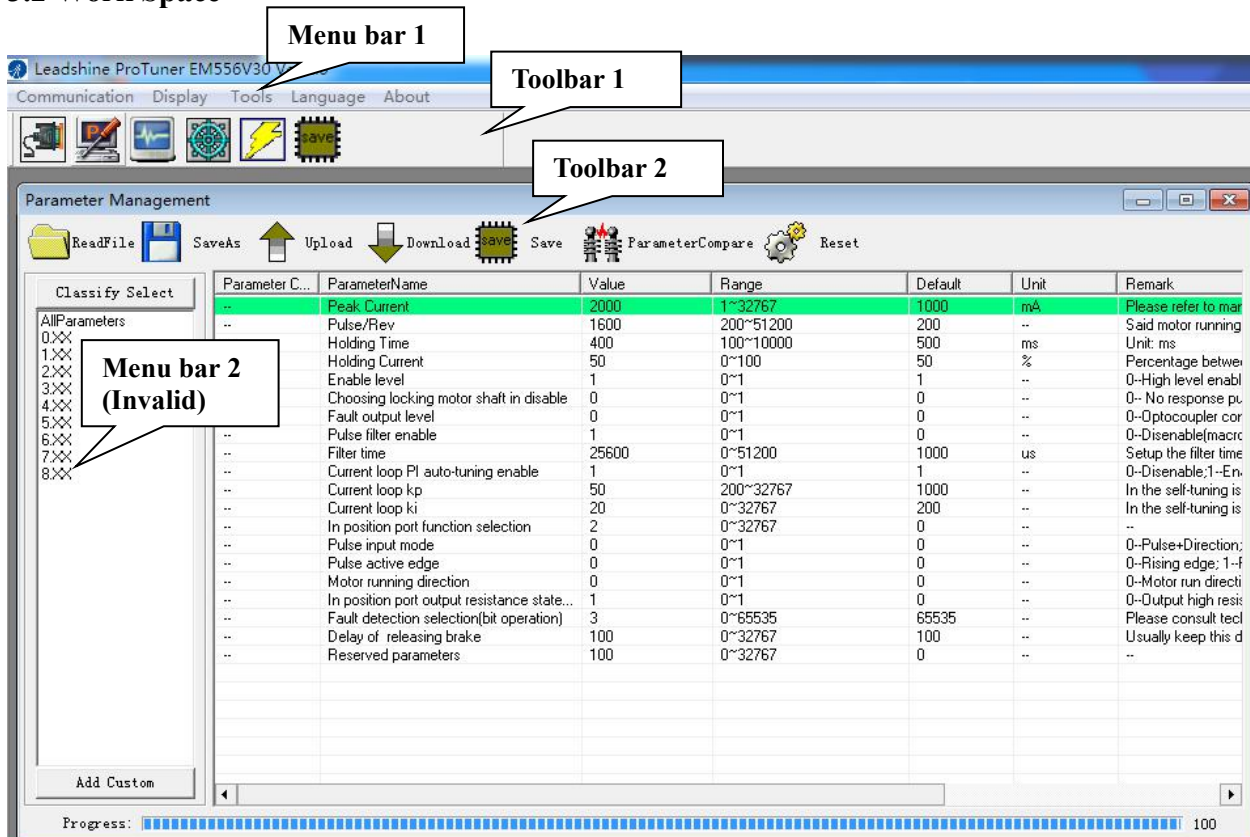 Menu bar 1
Leadshine ProTuner EM556V30
Toolbar 1
Communication Display Tools Language About
save
Toolbar 2
Parameter Management
ReadFile SaveAs Upload Download save Save ParameterCompare Reset
Classify Select
Parameter C... ParameterName Value Range Default Unit Remark
-- Peak Current 2000 1~32767 1000 mA Please refer to mar
AllParameters
-- Pulse/Rev 1600 200~51200 200 -- Said motor running
0.XX
Holding Time 400 100~10000 500 ms Unit: ms
1.XX
Holding Current 50 0~100 50 % Percentage betwe
2.XX
Menu bar 2
(Invalid)
Enable level 1 0~1 1 -- 0--High level enabl
3.XX
Choosing locking motor shaft in disable 0 0~1 0 -- 0-- No response pu
4.XX
Fault output level 0 0~1 0 -- 0--Optocoupler cor
5.XX
-- Pulse filter enable 1 0~1 0 -- 0--Disenable(macro
6.XX
-- Filter time 25600 0~51200 1000 us Setup the filter time
7.XX
-- Current loop PI auto-tuning enable 1 0~1 1 -- 0--Disenable;1--En
8.XX
-- Current loop kp 50 200~32767 1000 -- In the self-tuning is
-- Current loop ki 20 0~32767 200 -- In the self-tuning is
-- In position port function selection 2 0~32767 0 -- --
-- Pulse input mode 0 0~1 0 -- 0--Pulse+Direction;
-- Pulse active edge 0 0~1 0 -- 0--Rising edge; 1--F
-- Motor running direction 0 0~1 0 -- 0--Motor run directi
-- In position port output resistance state... 1 0~1 0 -- 0--Output high resis
-- Fault detection selection(bit operation) 3 0~65535 65535 -- Please consult tecl
-- Delay of releasing brake 100 0~32767 100 -- Usually keep this d
-- Reserved parameters 100 0~32767 0 -- --
Add Custom
Progress: 100